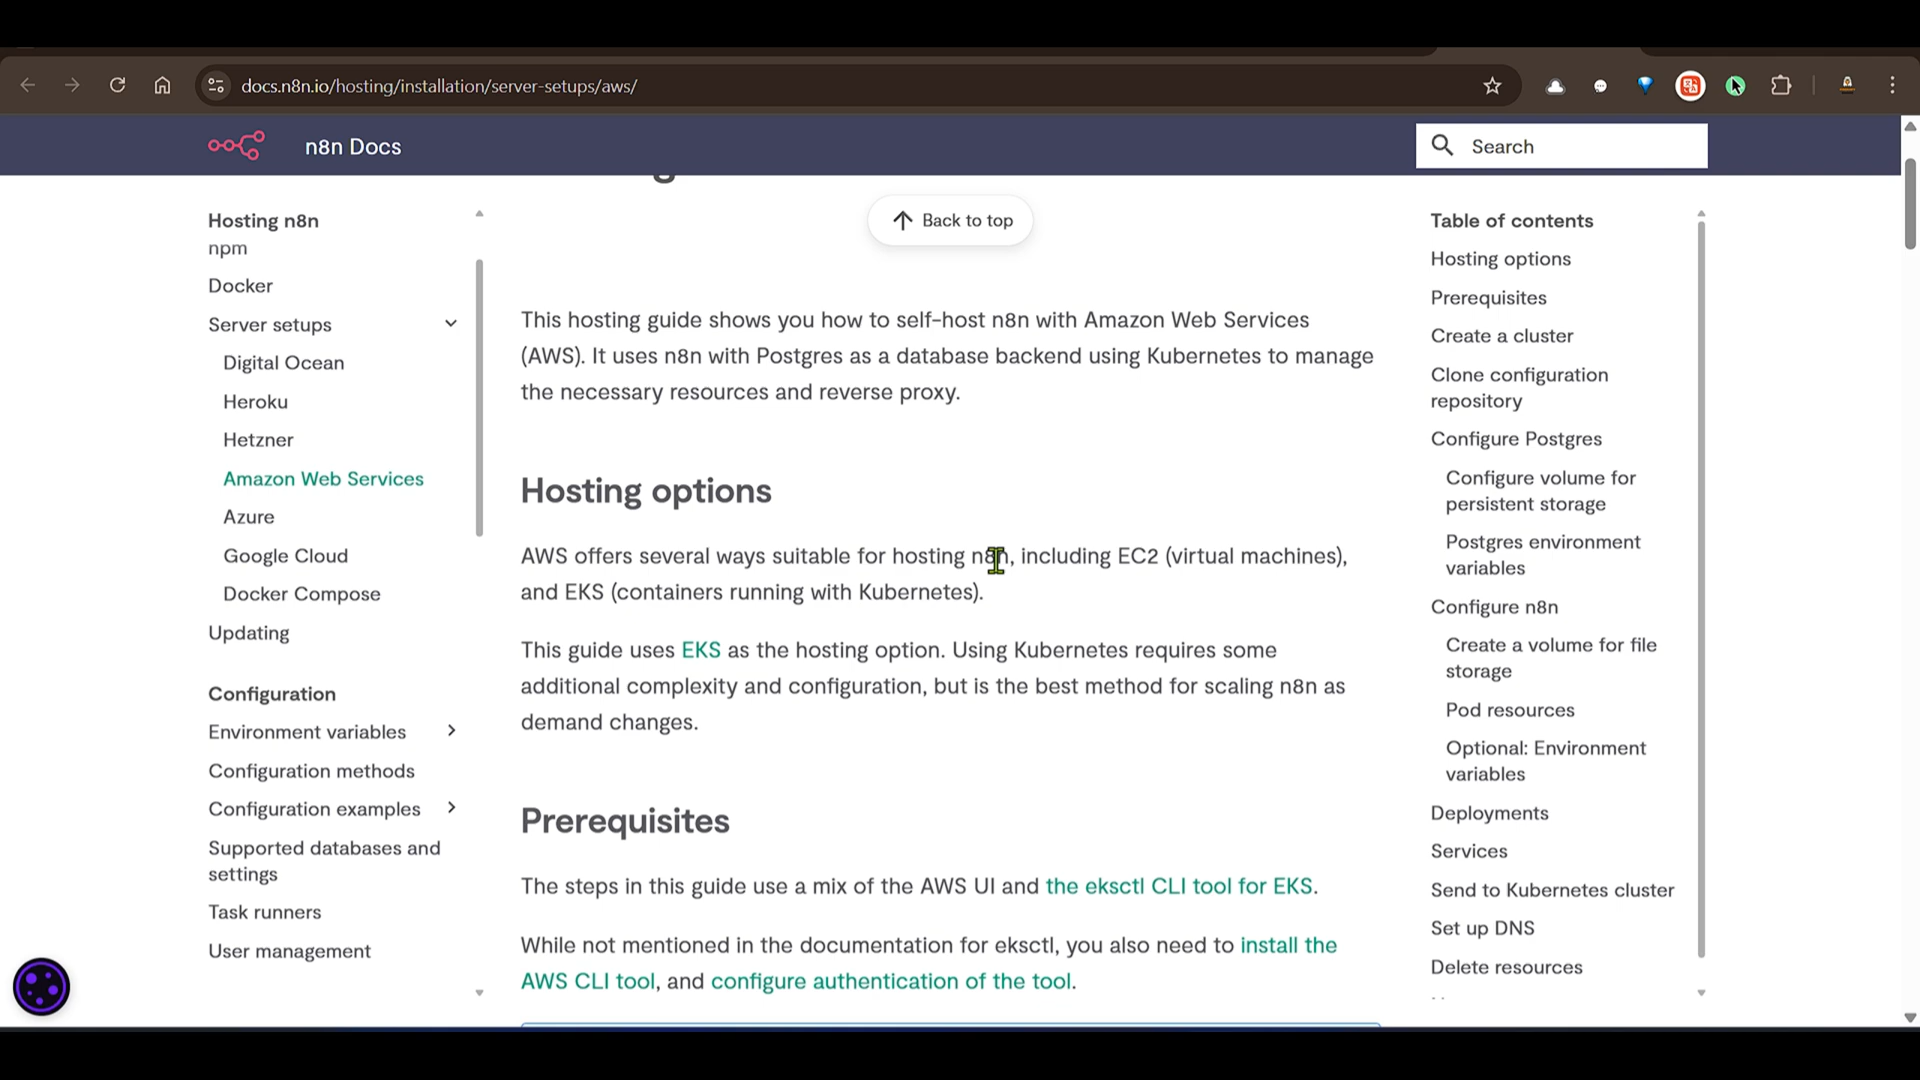 docs.n8n.io/hosting/installation/server-setups/aws/
n8n Docs
Search
Hosting n8n
npm
Docker
Server setups
Digital Ocean
Heroku
Hetzner
Amazon Web Services
Azure
Google Cloud
Docker Compose
Updating
Configuration
Environment variables
Configuration methods
Configuration examples
Supported databases and
settings
Task runners
User management
Back to top
This hosting guide shows you how to self-host n8n with Amazon Web Services
(AWS). It uses n8n with Postgres as a database backend using Kubernetes to manage
the necessary resources and reverse proxy.
Hosting options
AWS offers several ways suitable for hosting n8n, including EC2 (virtual machines),
and EKS (containers running with Kubernetes).
This guide uses EKS as the hosting option. Using Kubernetes requires some
additional complexity and configuration, but is the best method for scaling n8n as
demand changes.
Prerequisites
The steps in this guide use a mix of the AWS UI and the eksctl CLI tool for EKS.
While not mentioned in the documentation for eksctl, you also need to install the
AWS CLI tool, and configure authentication of the tool.
Table of contents
Hosting options
Prerequisites
Create a cluster
Clone configuration
repository
Configure Postgres
Configure volume for
persistent storage
Postgres environment
variables
Configure n8n
Create a volume for file
storage
Pod resources
Optional: Environment
variables
Deployments
Services
Send to Kubernetes cluster
Set up DNS
Delete resources